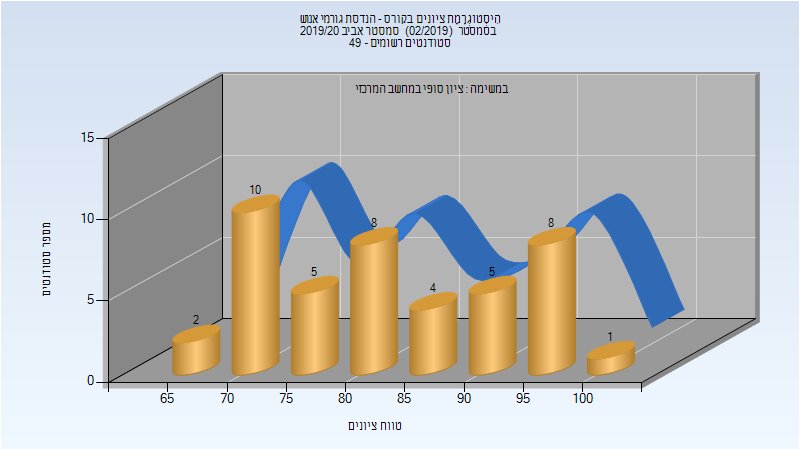 היסטוגרמת ציונים בקורס - הנדסת גורמי אנוש
בסמסטר (02/2019) סמסטר אביב 2019/20
סטודנטים רשומים - 49
במשימה : ציון סופי במחשב המרכזי
15
10
5
0
מספר סטודנטים
2
10
5
8
4
5
8
1
65 70 75 80 85 90 95 100
טווח ציונים